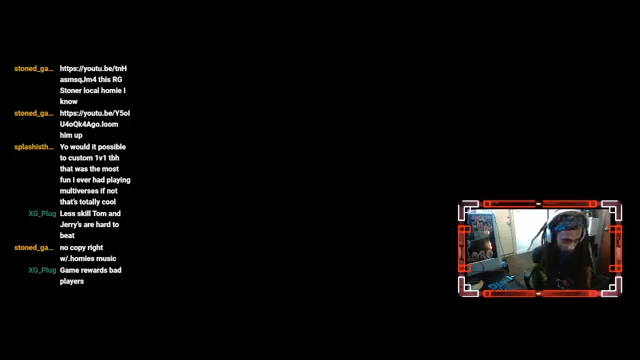 stoned_ga... https://youtu.be/tnH
asmsqJm4 this RG
Stoner local homie I
know
stoned_ga... https://youtu.be/Y5oI
U4oQk4Ago.loom
him up
splashisth... Yo would it possible
to custom 1v1 tbh
that was the most
fun I ever had playing
multiverses if not
that's totally cool
XG_Plug Less skill Tom and
Jerry's are hard to
beat
stoned_ga... no copy right
w/.homies music
XG_Plug Game rewards bad
players